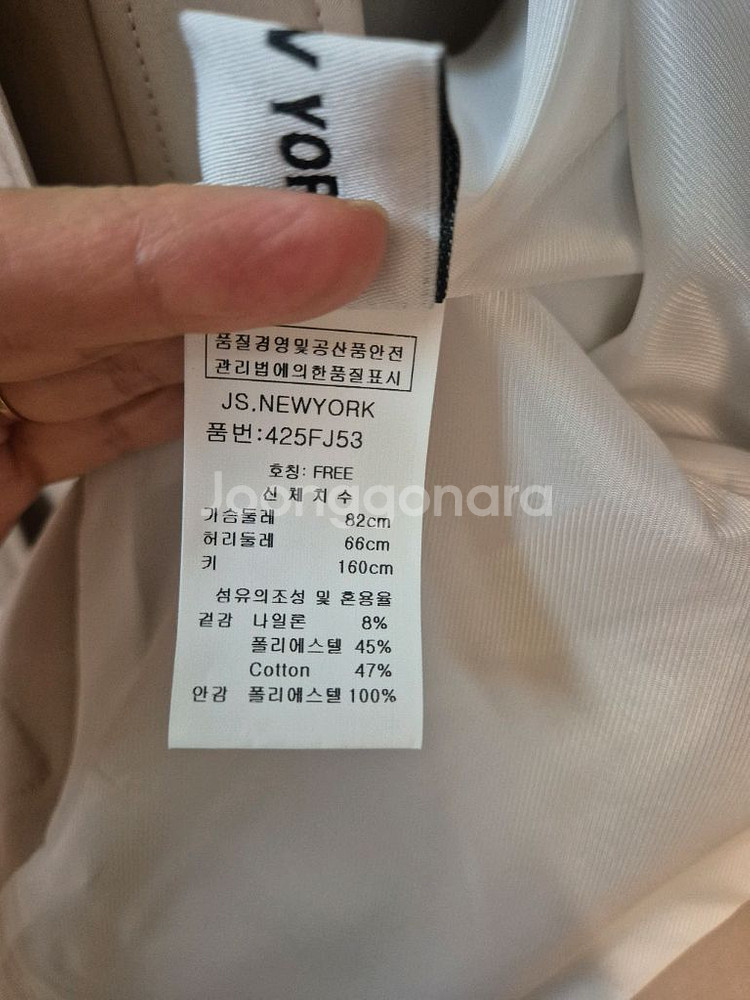 YOR
품질경영및공산품안전
관리법에의한품질표시
JS.NEWYORK
품번:425FJ53
호칭: FREE
신 체 치 수
Joonggonara
가슴둘레 82cm
허리둘레 66cm
키 160cm
섬유의조성 및 혼용율
겉감 나일론 8%
폴리에스텔 45%
Cotton 47%
안감 폴리에스텔 100%